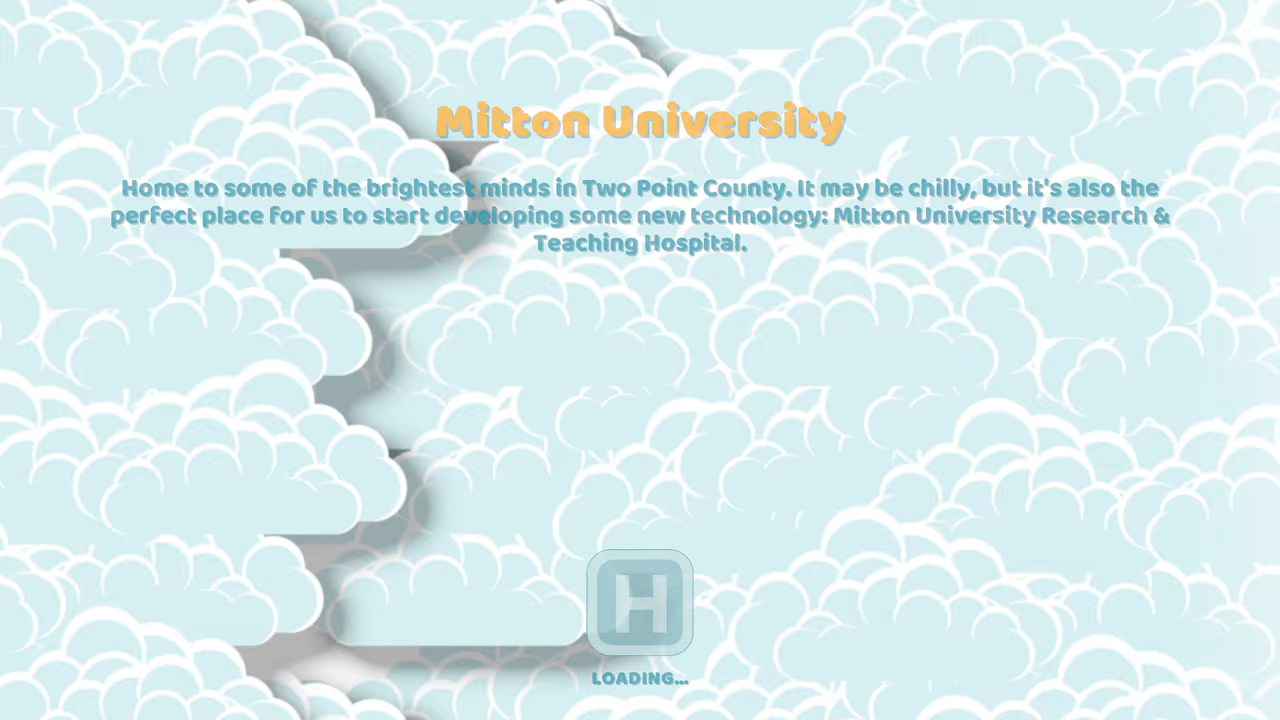 Mitton University
Home to some of the brightest minds in Two Point County. It may be chilly, but it's also the
perfect place for us to start developing some new technology: Mitton University Research &
Teaching Hospital.
H
LOADING...